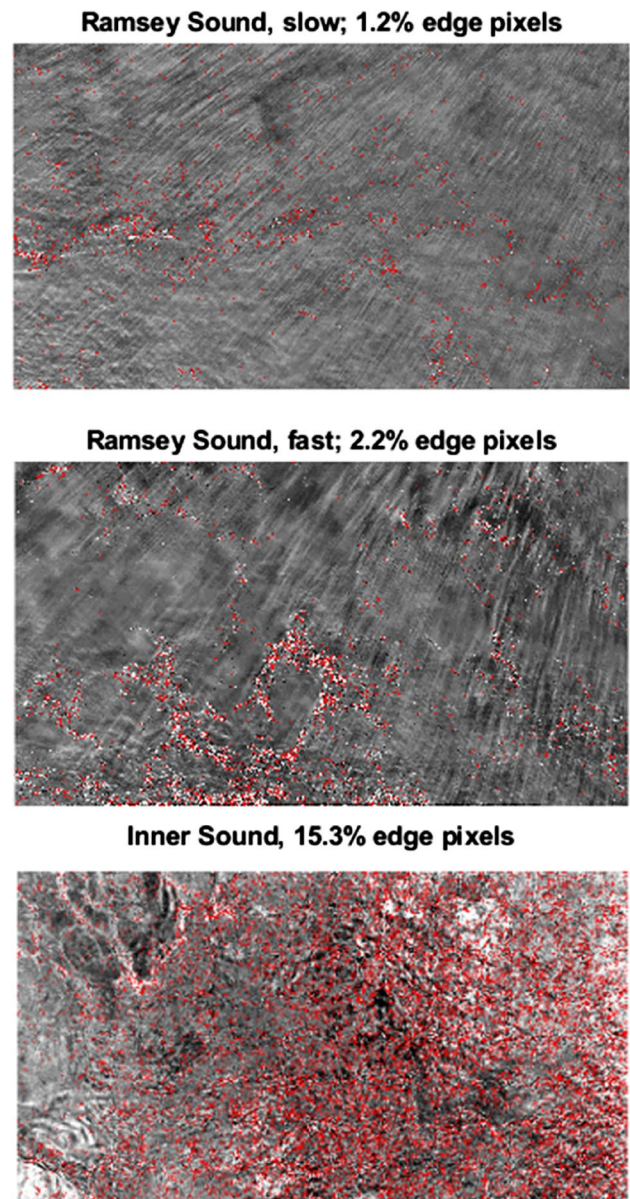 Ramsey Sound, slow; 1.2% edge pixels
Ramsey Sound, fast; 2.2% edge pixels
Inner Sound, 15.3% edge pixels